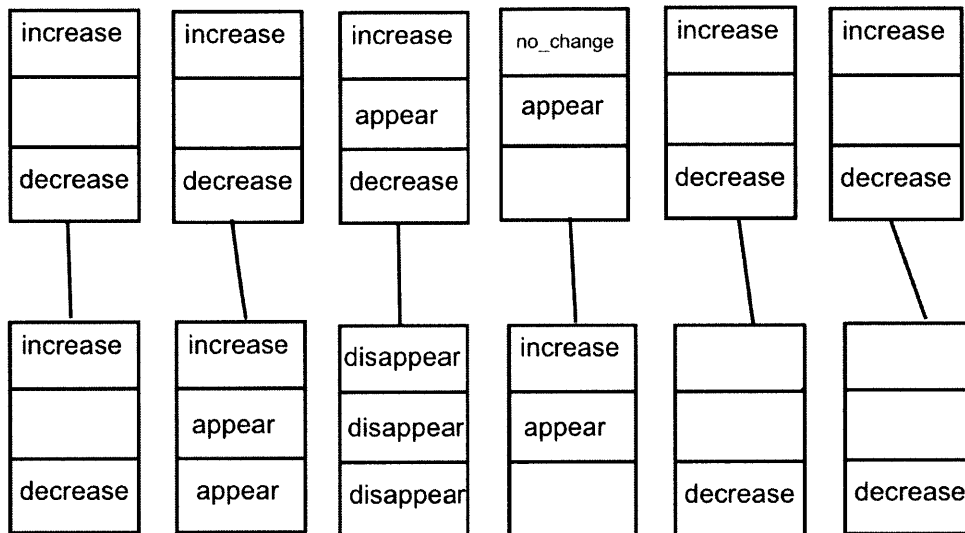 increase increase increase no_change increase increase
appear appear
decrease decrease decrease decrease decrease
increase increase disappear increase
appear disappear appear
decrease appear disappear decrease decrease